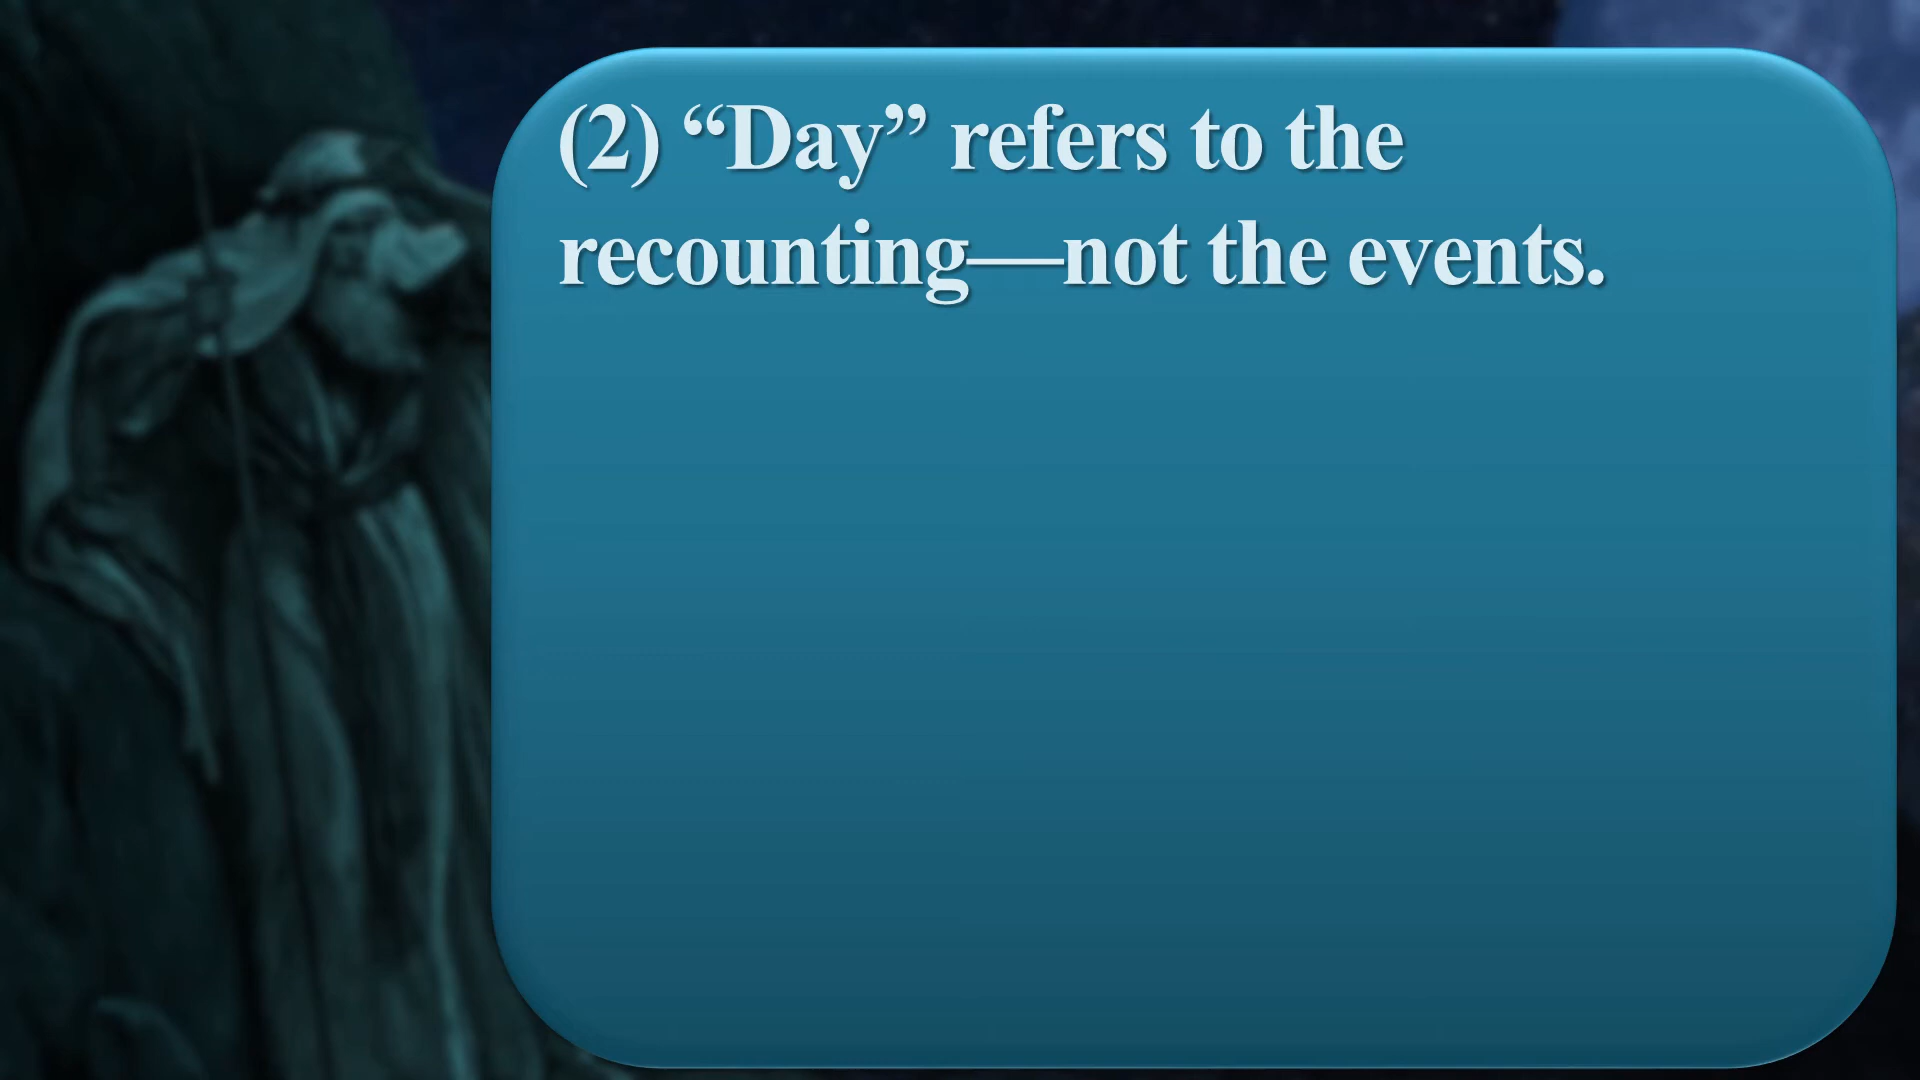 (2) “Day” refers to the
recounting—not the events.